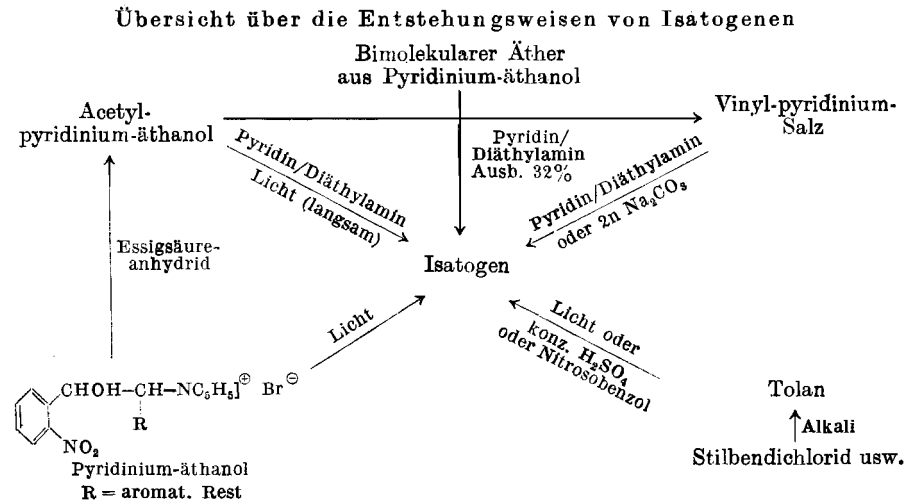 Übersicht über die Entstehungsweisen von Isatogenen
Bimolekularer Äther
aus Pyridinium-äthanol
Acetyl-
pyridinium-äthanol
Vinyl-pyridinium-
Salz
Pyridin/
Diäthylamin
Ausb. 32%
Pyridin/Diäthylamin
Licht (langsam)
Pyridin/Diäthylamin
oder 2n Na₂CO₃
Essigsäure-
anhydrid
Isatogen
Licht
Licht oder
konz. H₂SO₄
oder Nitrosobenzol
CHOH–CH–NC₅H₅]⊕ Br⊖
R
NO₂
Pyridinium-äthanol
R = aromat. Rest
Tolan
Alkali
Stilbendichlorid usw.